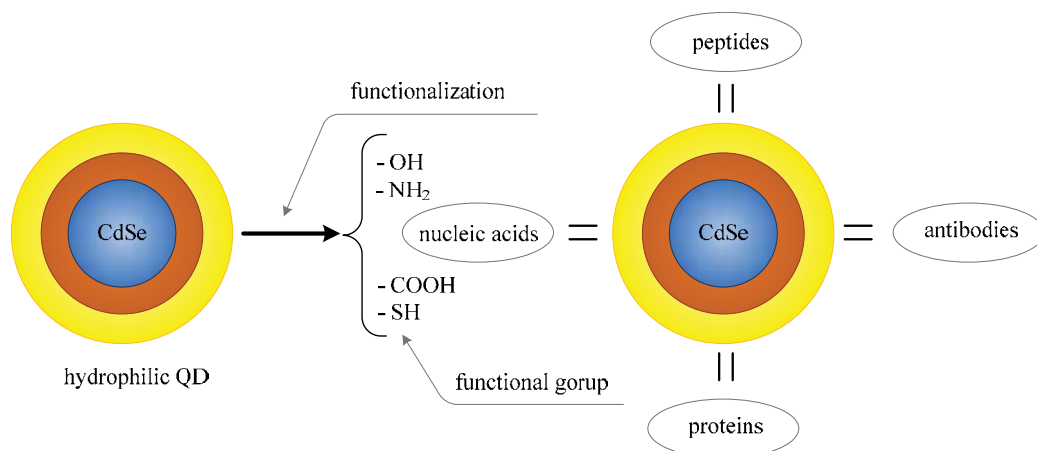 peptides
functionalization
- OH
- NH₂
CdSe
nucleic acids
CdSe
antibodies
- COOH
- SH
hydrophilic QD
functional gorup
proteins